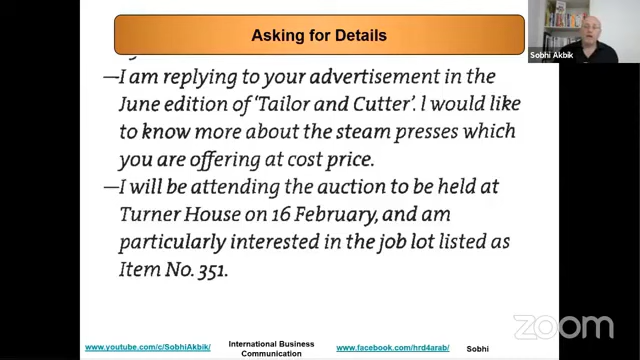 Asking for Details
—I am replying to your advertisement in the
June edition of 'Tailor and Cutter'. I would like
to know more about the steam presses which
you are offering at cost price.
—I will be attending the auction to be held at
Turner House on 16 February, and am
particularly interested in the job lot listed as
Item No. 351.
Sobhi Akbik
zoom
www.youtube.com/c/SobhiAkbik/
International Business
Communication
www.facebook.com/hrd4arab/
Sobhi